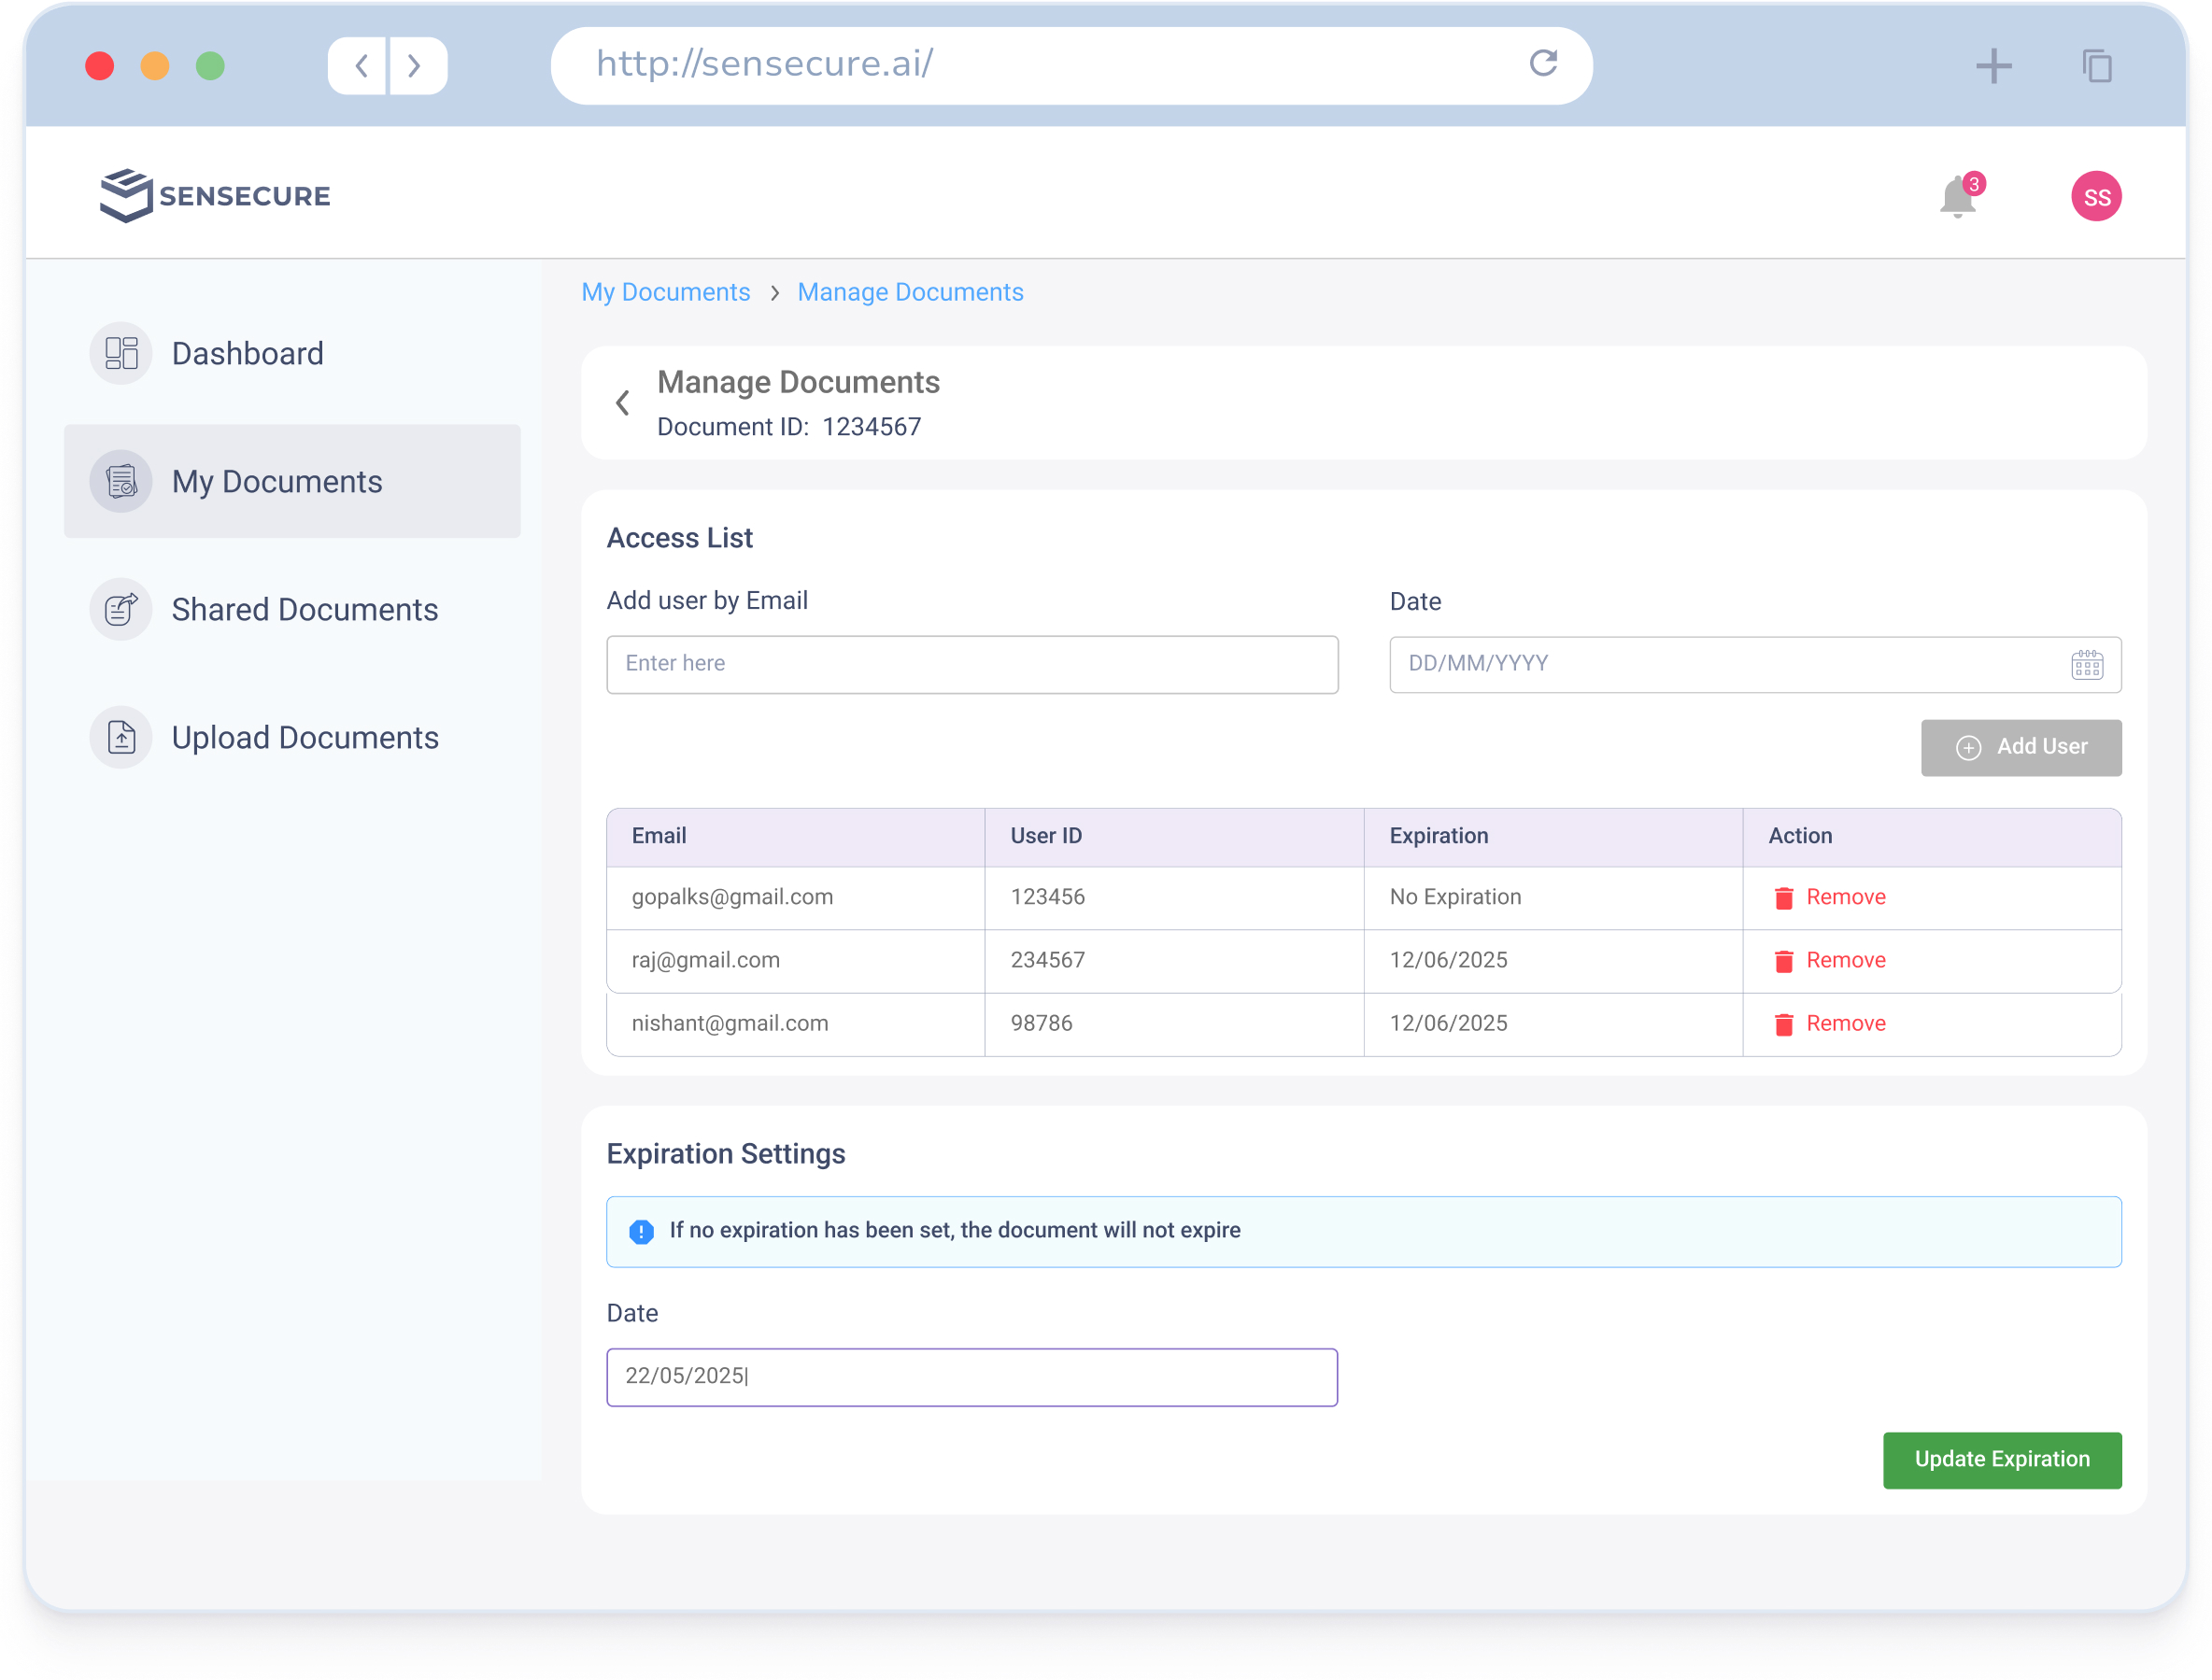 http://sensecure.ai/
SENSECURE
3
SS
My Documents > Manage Documents
Dashboard
My Documents
Shared Documents
Upload Documents
Manage Documents
Document ID: 1234567
Access List
Add user by Email
Date
Enter here
DD/MM/YYYY
Add User
Email User ID Expiration Action
gopalks@gmail.com 123456 No Expiration Remove
raj@gmail.com 234567 12/06/2025 Remove
nishant@gmail.com 98786 12/06/2025 Remove
Expiration Settings
If no expiration has been set, the document will not expire
Date
22/05/2025
Update Expiration